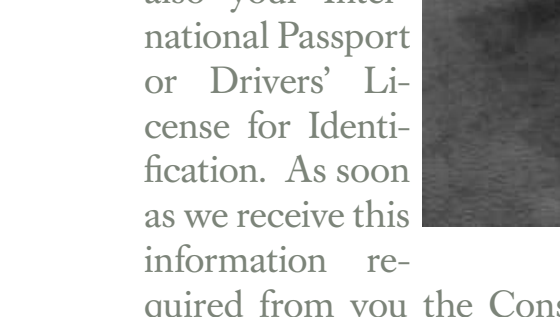 also your Inter-
national Passport
or Drivers’ Li-
cense for Identi-
fication. As soon
as we receive this
information re-
quired from you the Cons